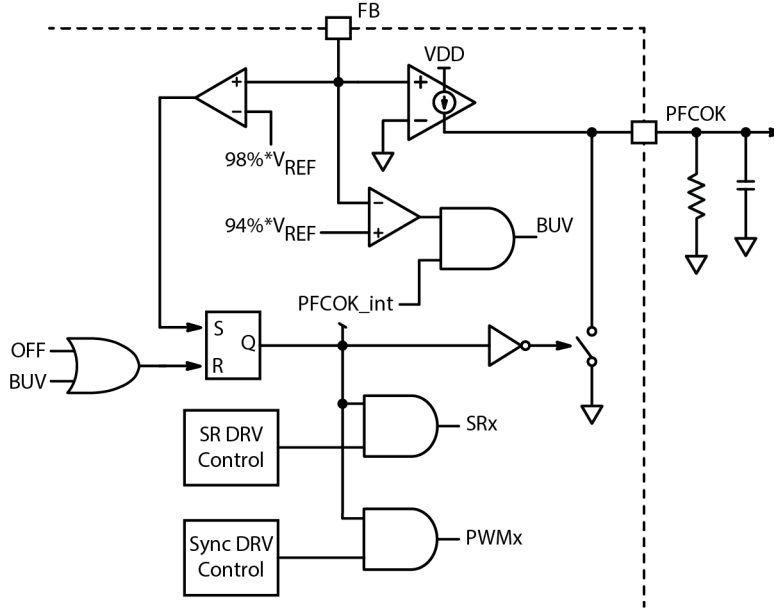 FB
VDD
+
+
−
−
PFCOK
98%*VREF
−
94%*VREF
+
BUV
PFCOK_int
S
Q
OFF
R
BUV
SR DRV
Control
SRx
Sync DRV
Control
PWMx